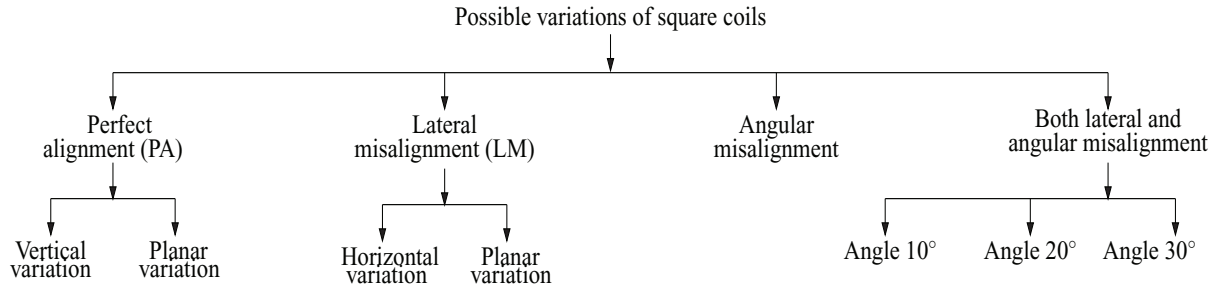 Possible variations of square coils
Perfect
alignment (PA)
Lateral
misalignment (LM)
Angular
misalignment
Both lateral and
angular misalignment
Vertical
variation
Planar
variation
Horizontal
variation
Planar
variation
Angle 10°
Angle 20°
Angle 30°